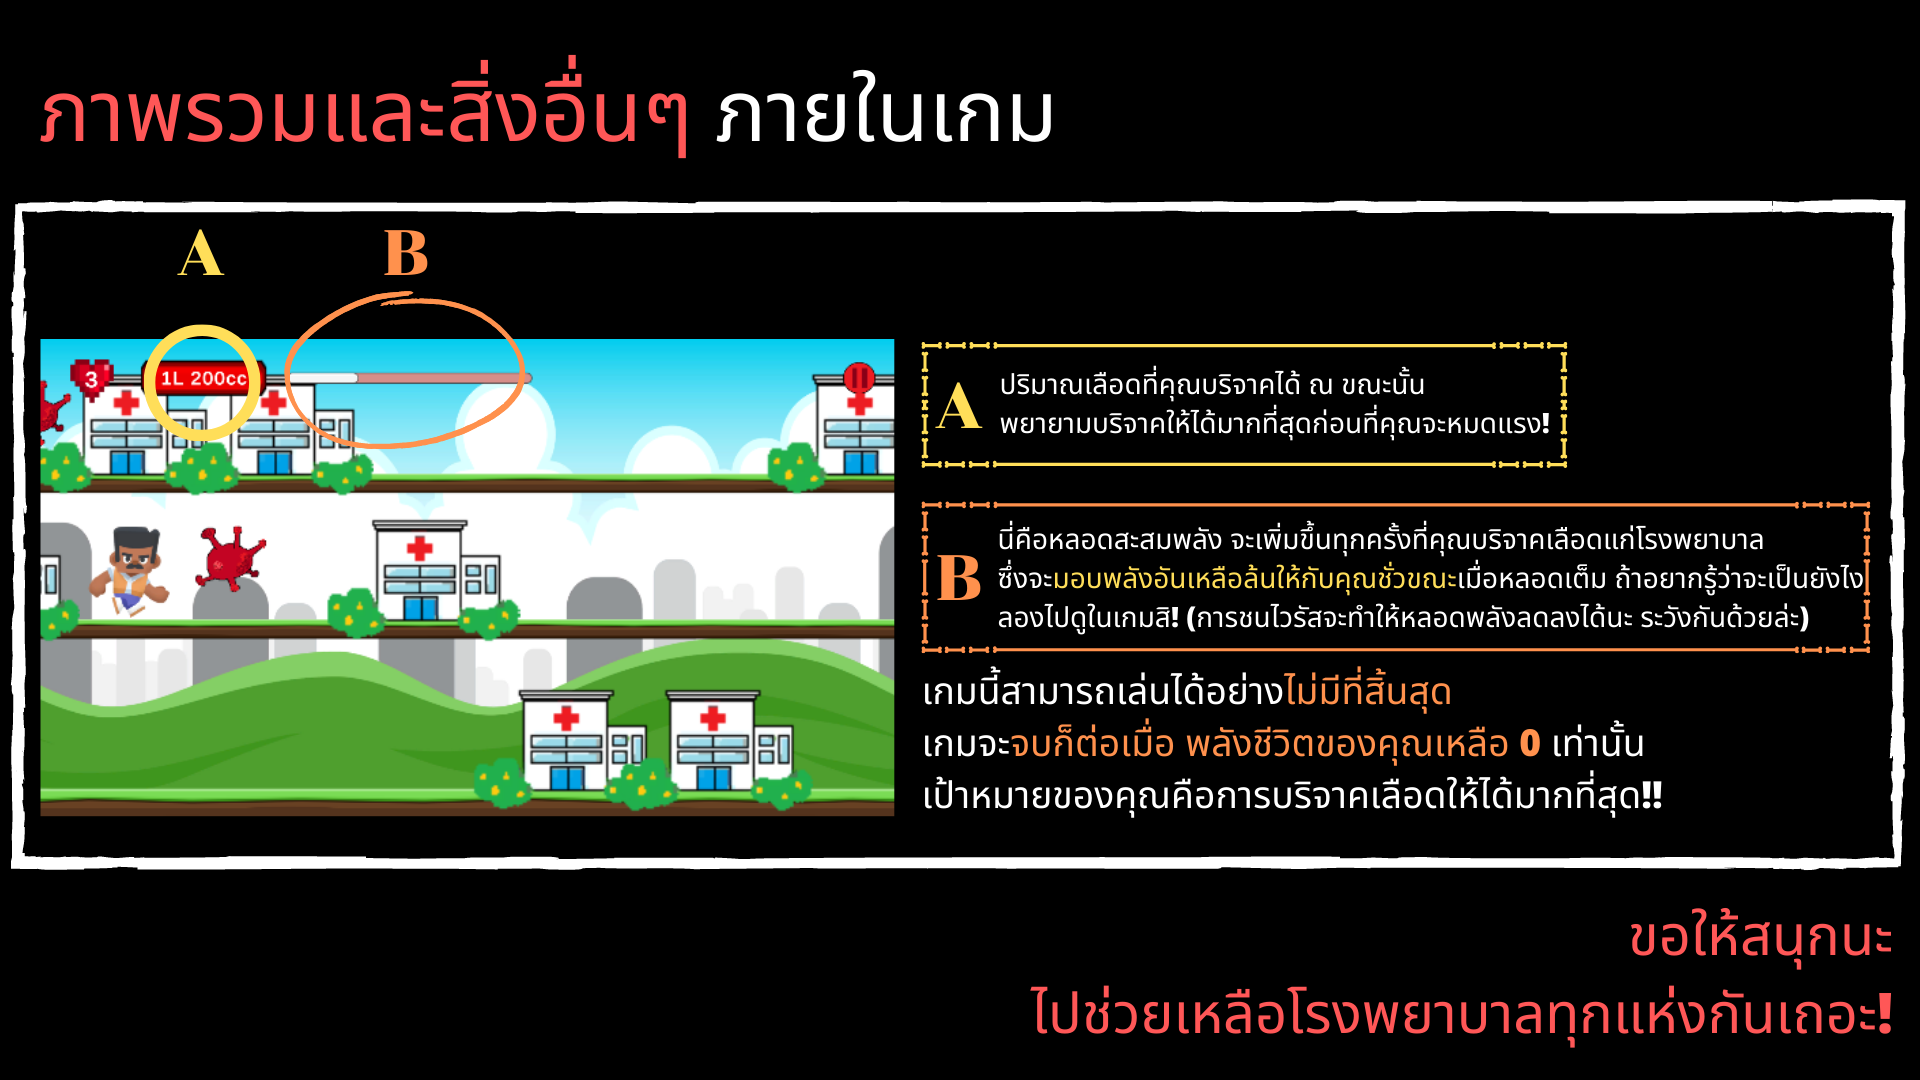 ภาพรวมและสิ่งอื่นๆ ภายในเกม
A
B
3
1L 200cc
A
ปริมาณเลือดที่คุณบริจาคได้ ณ ขณะนั้น
พยายามบริจาคให้ได้มากที่สุดก่อนที่คุณจะหมดแรง!
B
นี่คือหลอดสะสมพลัง จะเพิ่มขึ้นทุกครั้งที่คุณบริจาคเลือดแก่โรงพยาบาล
ซึ่งจะมอบพลังอันเหลือล้นให้กับคุณชั่วขณะเมื่อหลอดเต็ม ถ้าอยากรู้ว่าจะเป็นยังไง
ลองไปดูในเกมสิ! (การชนไวรัสจะทำให้หลอดพลังลดลงได้นะ ระวังกันด้วยล่ะ)
เกมนี้สามารถเล่นได้อย่างไม่มีที่สิ้นสุด
เกมจะจบก็ต่อเมื่อ พลังชีวิตของคุณเหลือ 0 เท่านั้น
เป้าหมายของคุณคือการบริจาคเลือดให้ได้มากที่สุด!!
ขอให้สนุกนะ
ไปช่วยเหลือโรงพยาบาลทุกแห่งกันเถอะ!